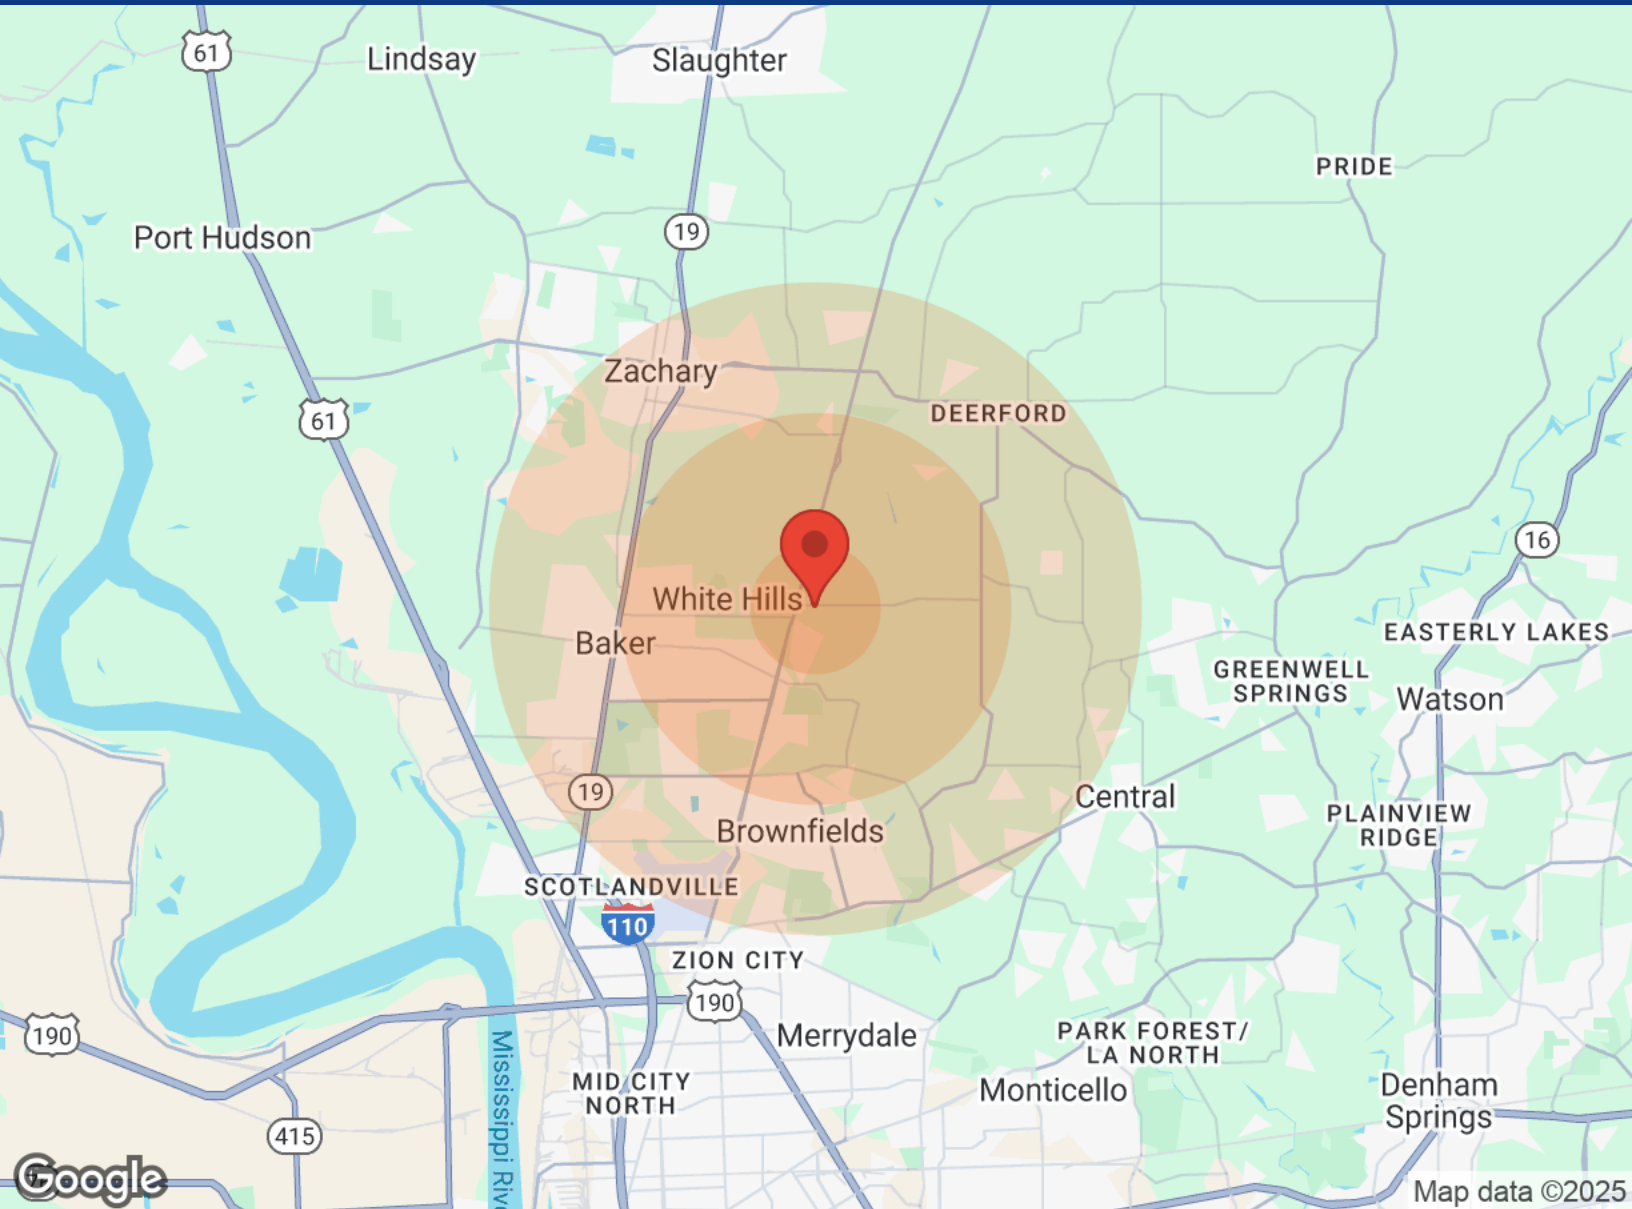 61
Lindsay
Slaughter
PRIDE
Port Hudson
19
Zachary
DEERFORD
61
16
White Hills
Baker
EASTERLY LAKES
GREENWELL
SPRINGS
Watson
19
Central
Brownfields
PLAINVIEW
RIDGE
SCOTLANDVILLE
110
ZION CITY
190
190
Merrydale
PARK FOREST/
LA NORTH
Mississippi Riv
MID CITY
NORTH
Monticello
Denham
Springs
415
Google
Map data ©2025